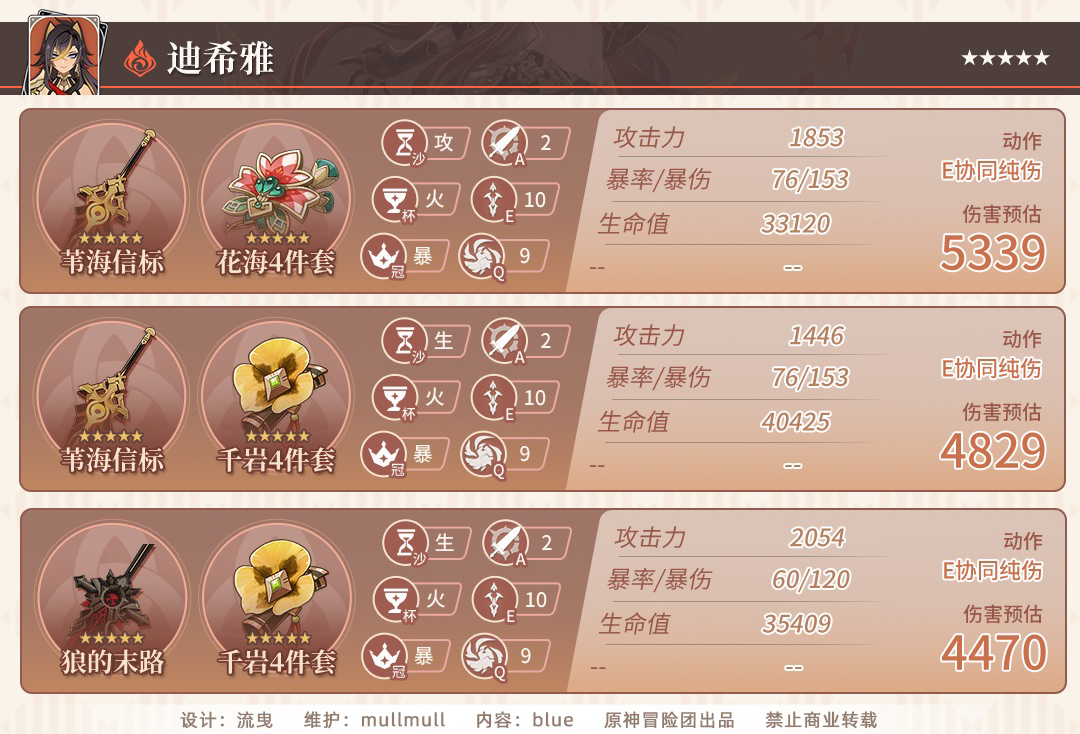 迪希雅
★★★★★
苇海信标
花海4件套
沙 攻 A 2
杯 火 E 10
冠 暴 Q 9
攻击力 1853
暴率/暴伤 76/153
生命值 33120
-- --
动作
E协同纯伤
伤害预估
5339
苇海信标
千岩4件套
沙 生 A 2
杯 火 E 10
冠 暴 Q 9
攻击力 1446
暴率/暴伤 76/153
生命值 40425
-- --
动作
E协同纯伤
伤害预估
4829
狼的末路
千岩4件套
沙 生 A 2
杯 火 E 10
冠 暴 Q 9
攻击力 2054
暴率/暴伤 60/120
生命值 35409
-- --
动作
E协同纯伤
伤害预估
4470
设计：流曳 维护：mullmull 内容：blue 原神冒险团出品 禁止商业转载